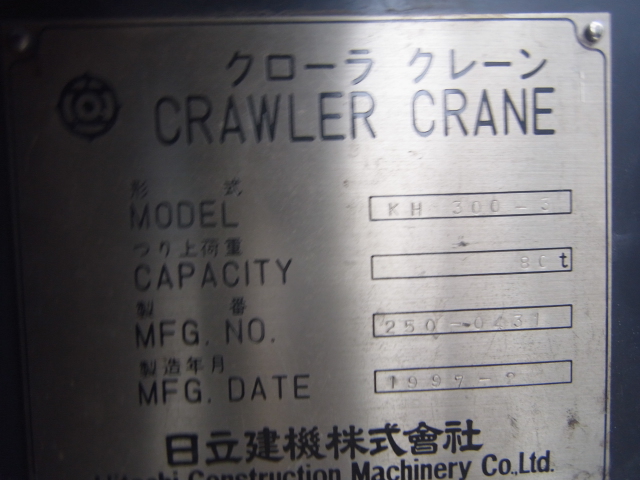 クローラ クレーン
CRAWLER CRANE
形 式
MODEL KH 300-3
つり上荷重
CAPACITY 80t
製 番
MFG. NO.
製造年月
MFG. DATE
日立建機株式會社
Hitachi Construction Machinery Co.,Ltd.